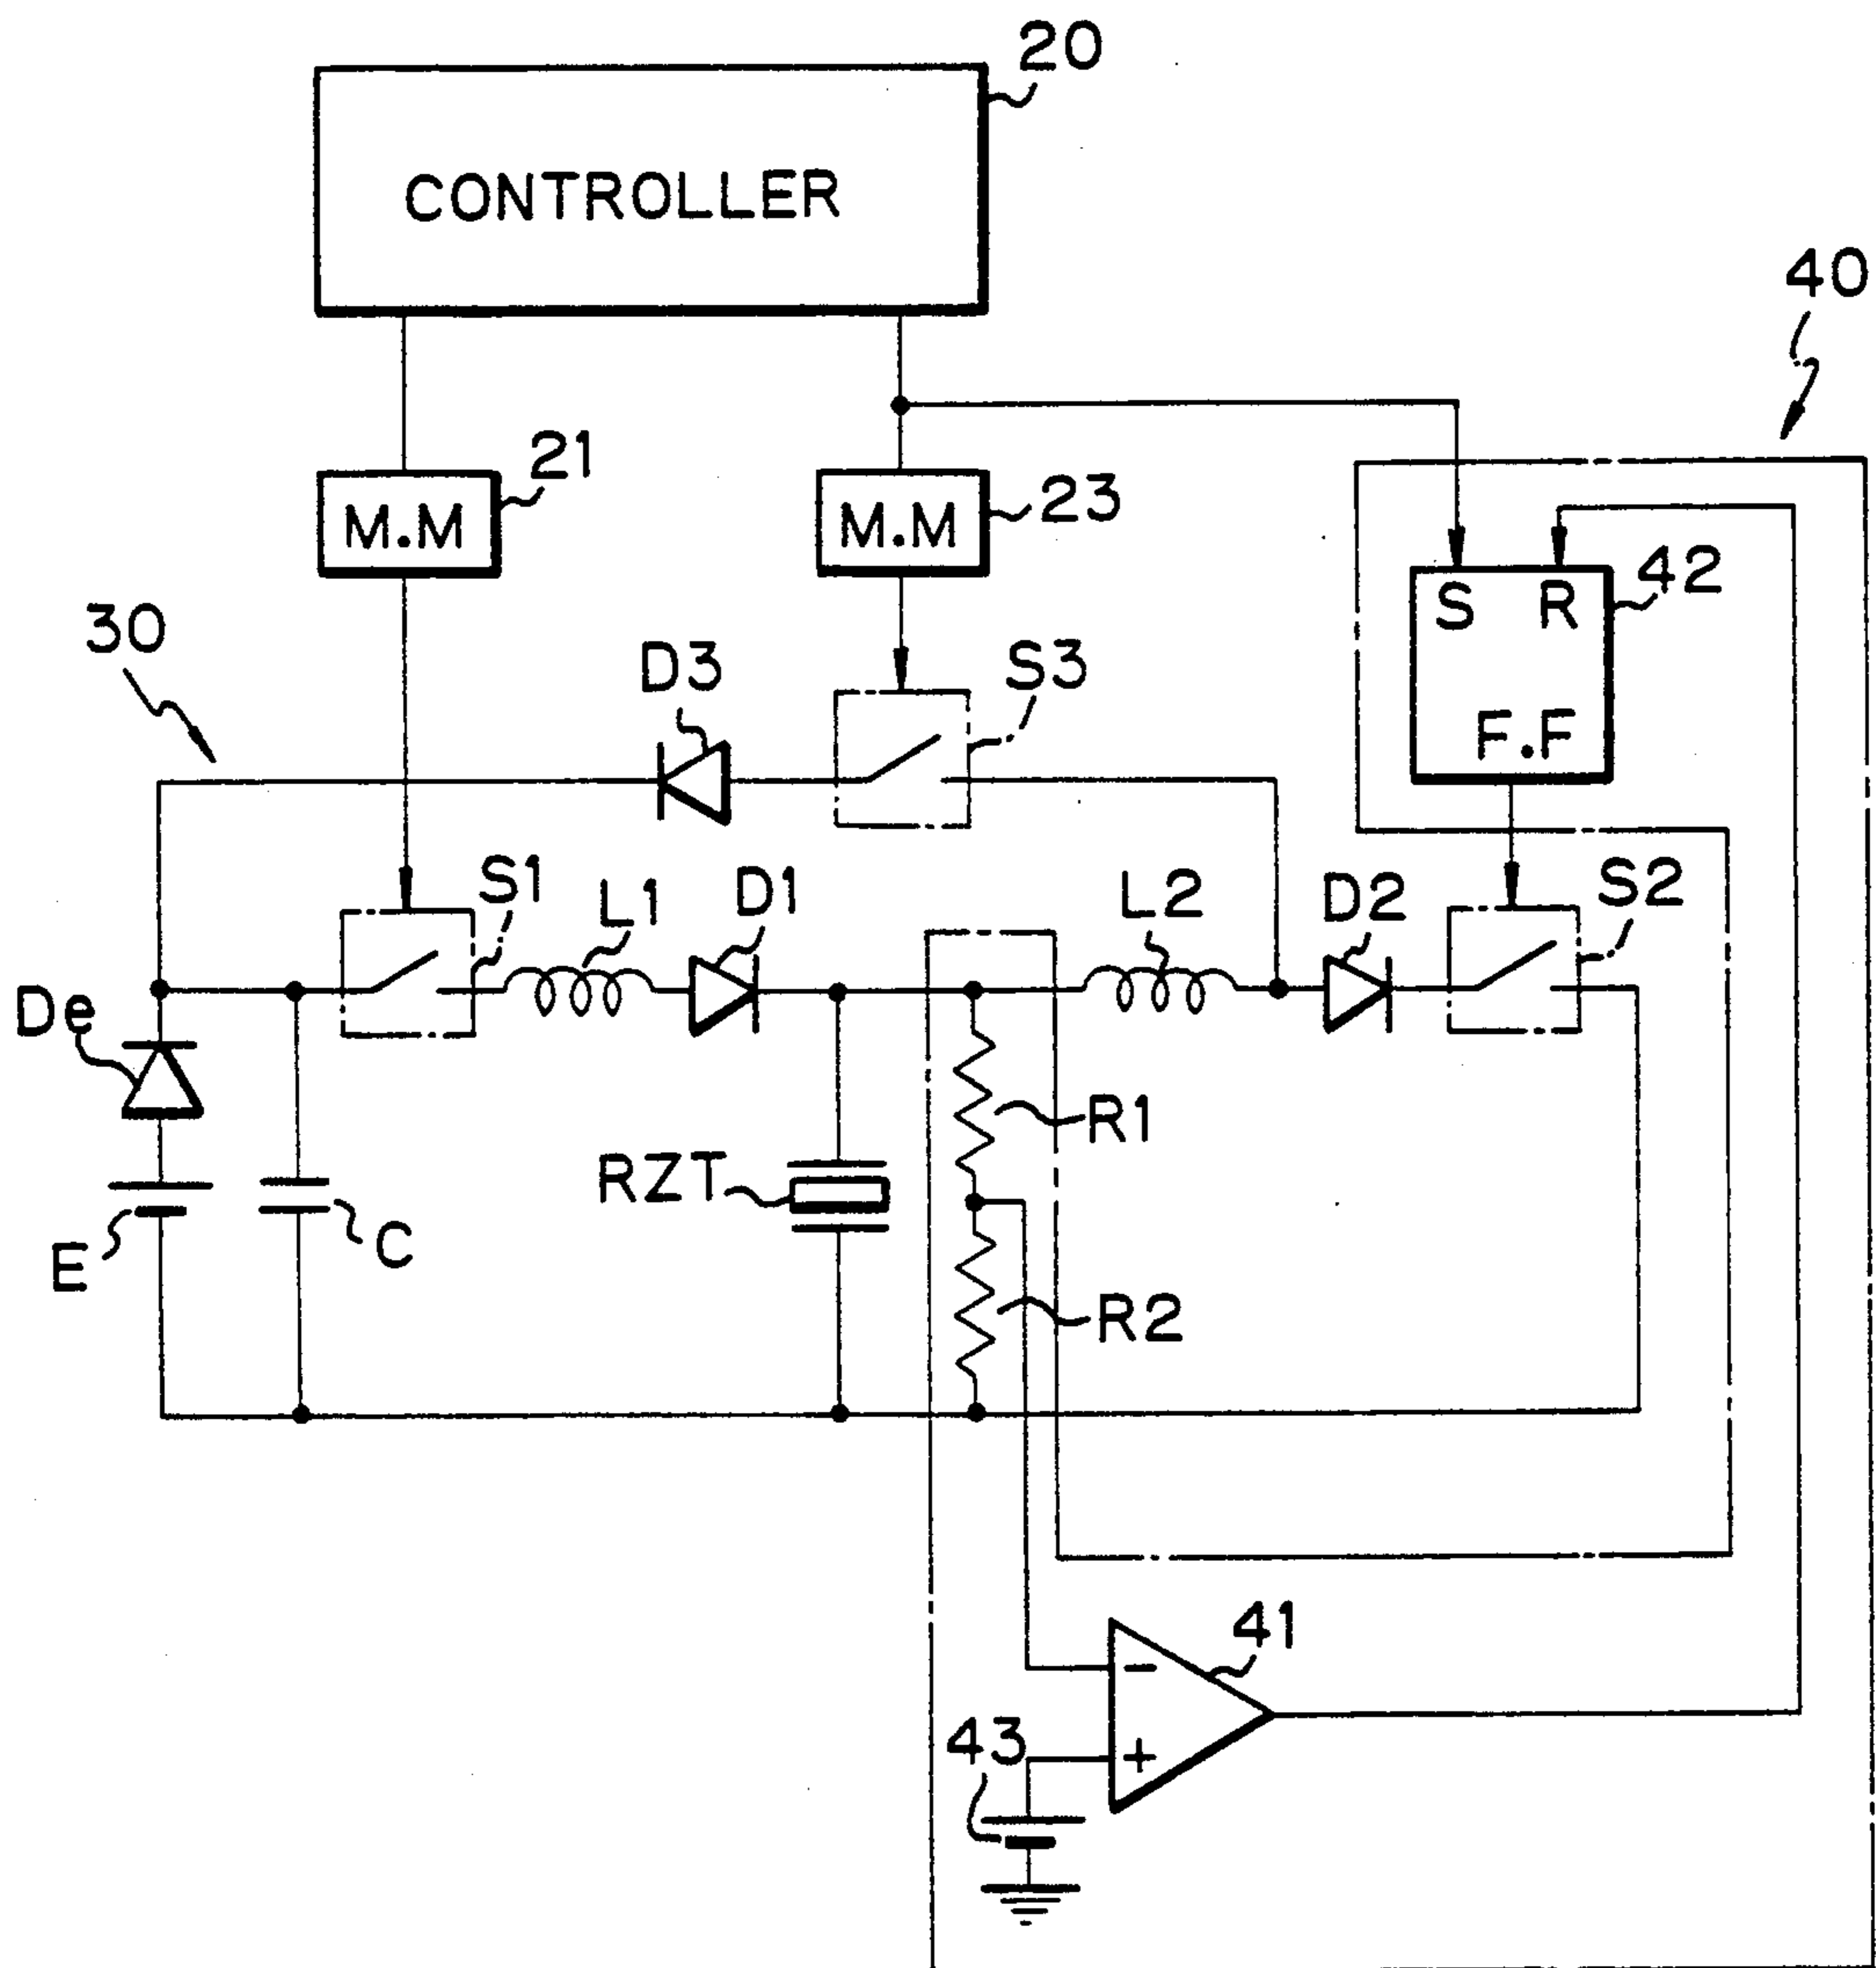 20
CONTROLLER
40
21
M.M
23
M.M
42
S R
F.F
30
D3
S3
S1
L1
D1
L2
D2
S2
De
R1
RZT
E
C
R2
41
-
43
+